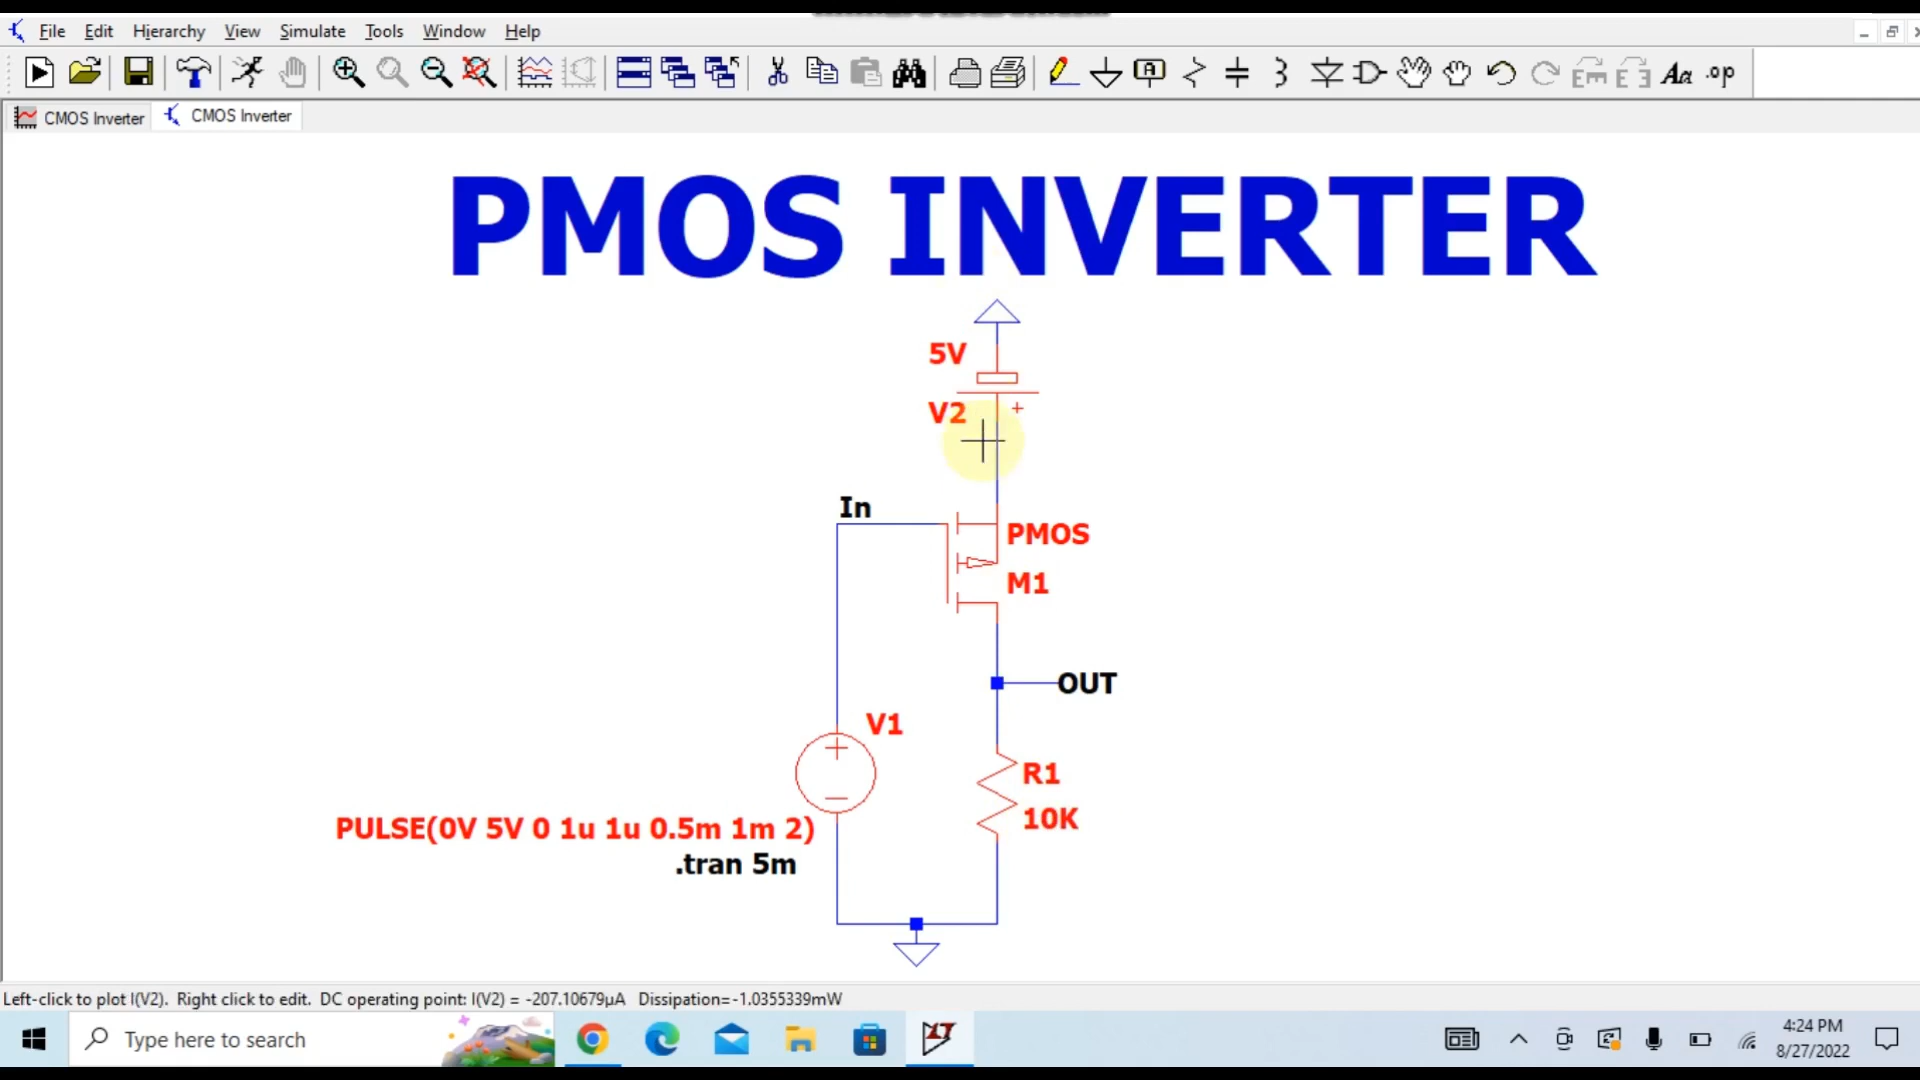 File Edit Hierarchy View Simulate Tools Window Help
A Aa .op
CMOS Inverter CMOS Inverter
PMOS INVERTER
5V
V2
+
In
PMOS
M1
OUT
V1
R1
10K
PULSE(0V 5V 0 1u 1u 0.5m 1m 2)
.tran 5m
Left-click to plot I(V2). Right click to edit. DC operating point: I(V2) = -207.10679µA Dissipation=-1.0355339mW
Type here to search
4:24 PM
8/27/2022